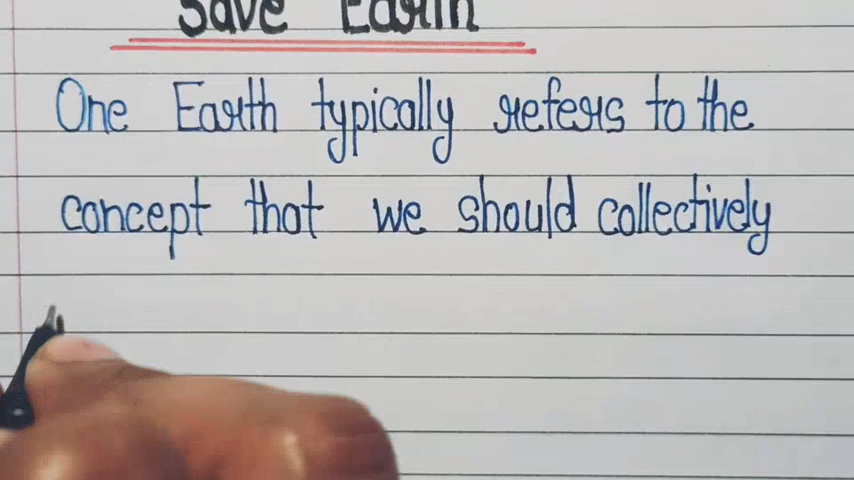 Save Earth
One Earth typically refers to the
concept that we should collectively